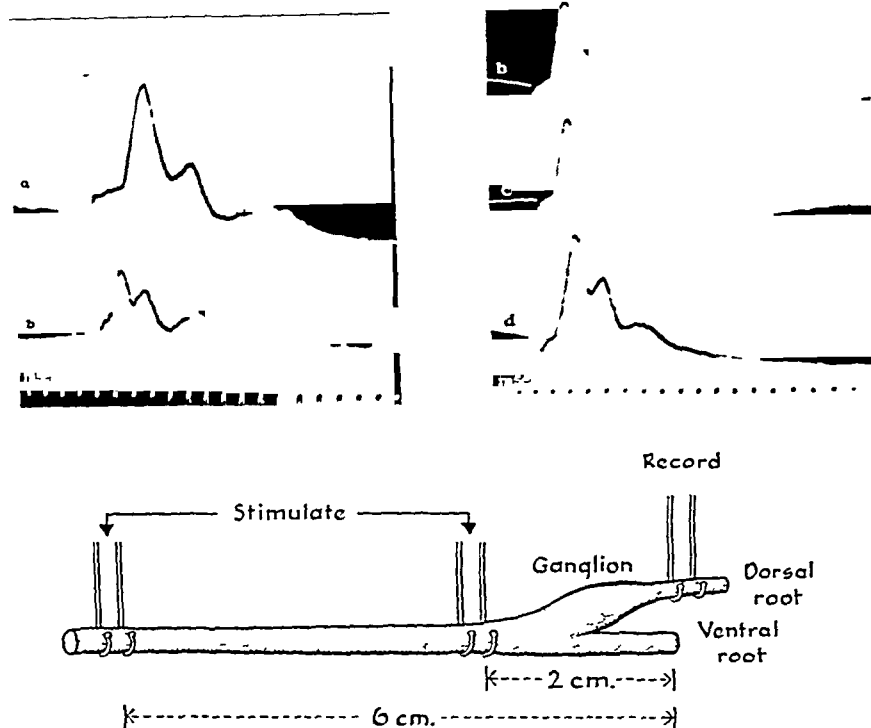 a
b
b
c
d
Record
Stimulate
Ganglion
Dorsal
root
Ventral
root
2 cm.
6 cm.